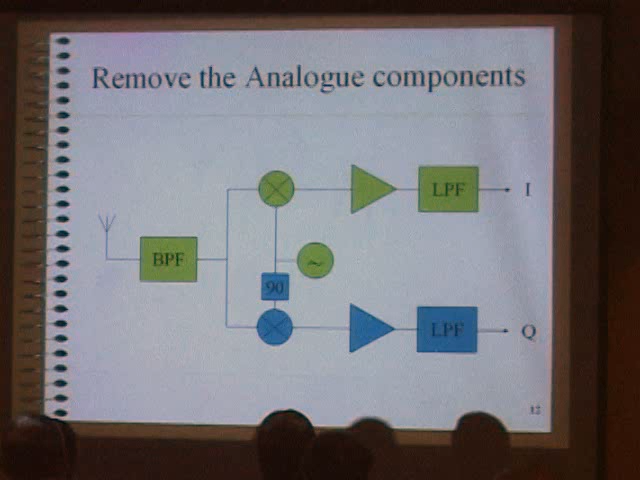 Remove the Analogue components
LPF
I
BPF
~
90
LPF
Q
12